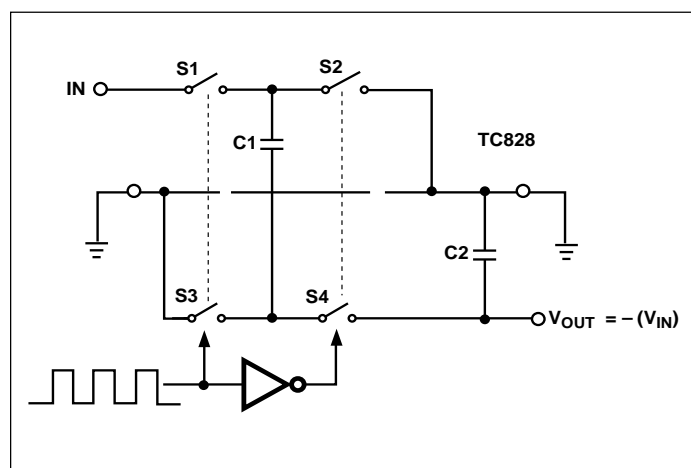 S1
S2
IN
C1
TC828
C2
S3
S4
VOUT = – (VIN)